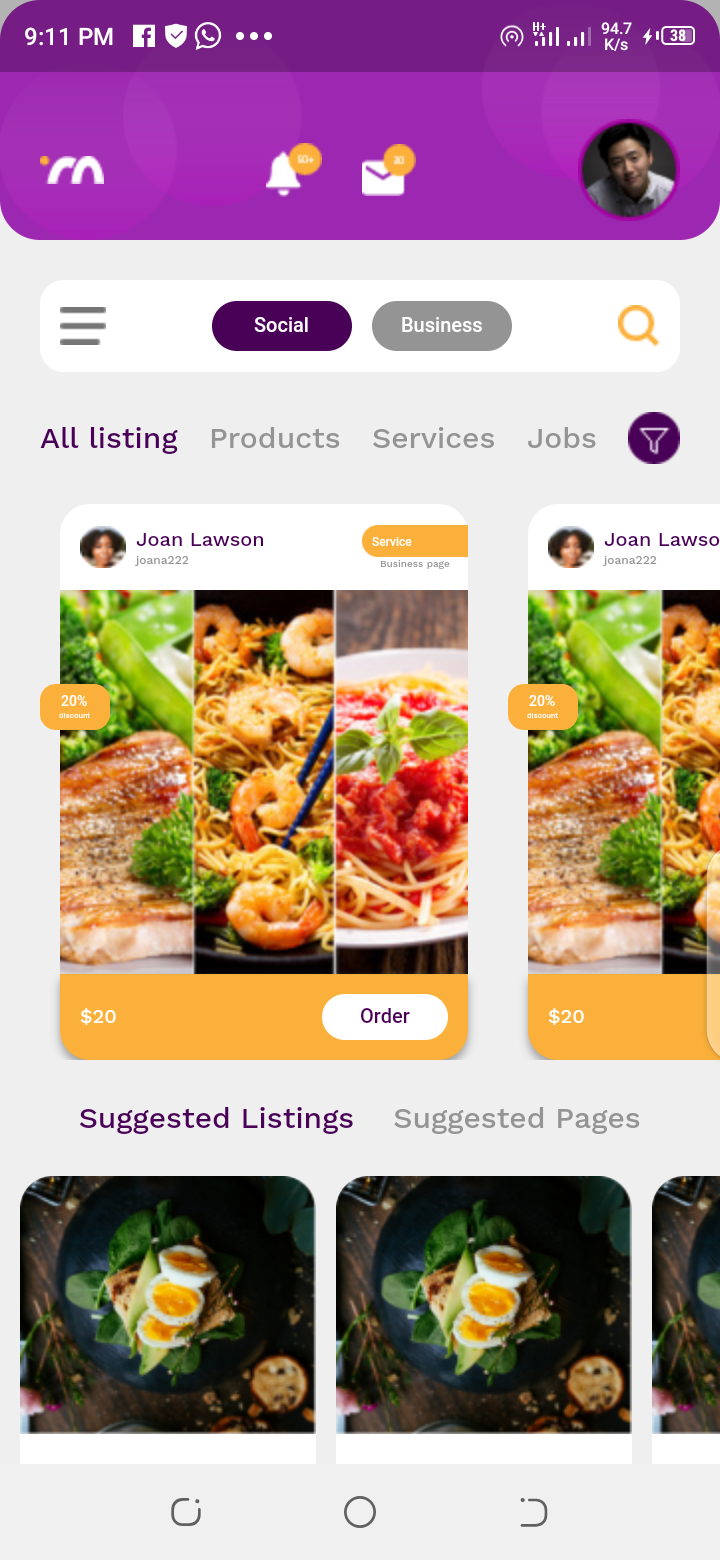 9:11 PM
H+
94.7
K/s
38
50+
Social
Business
All listing
Products
Services
Jobs
Joan Lawson
joana222
Service
Business page
20%
discount
$20
Order
Joan Lawso
joana222
20%
discount
$20
Suggested Listings
Suggested Pages